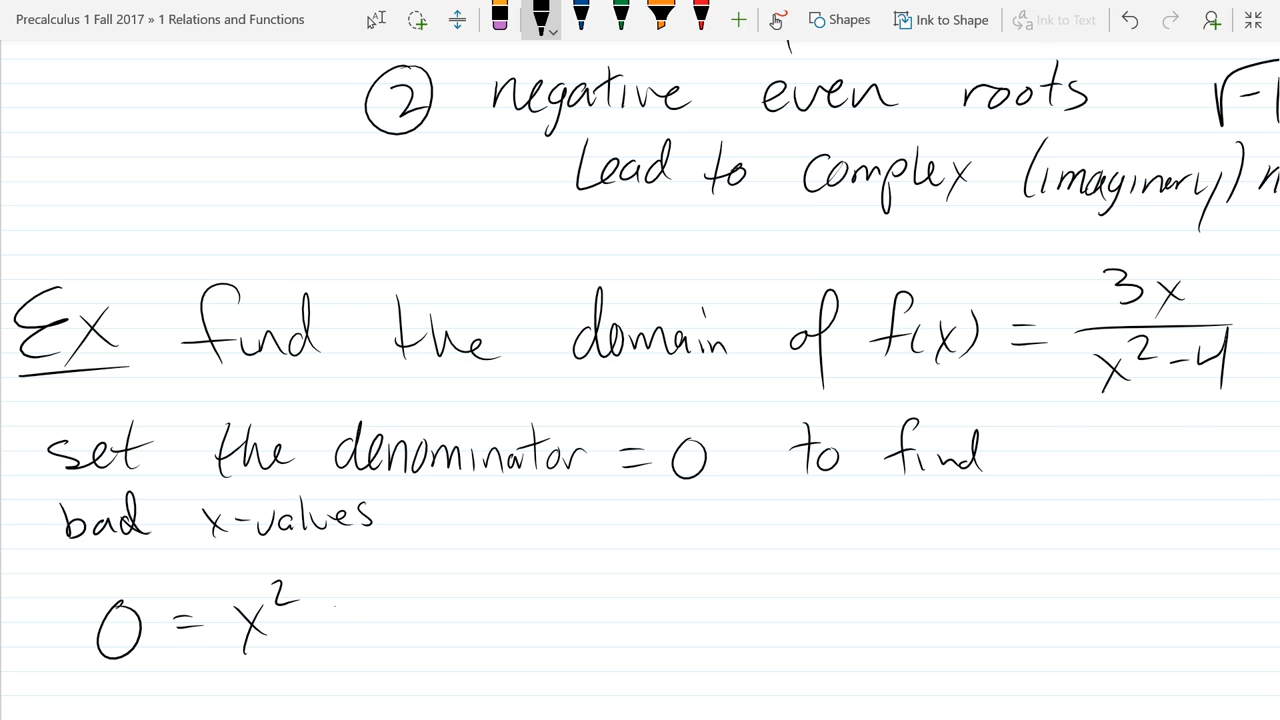 Precalculus 1 Fall 2017 » 1 Relations and Functions Shapes Ink to Shape Ink to Text
② negative even roots √-1
Lead to complex (imaginery)
Ex find the domain of f(x) = 3x / x² - 4
set the denominator = 0 to find
bad x-values
0 = x²